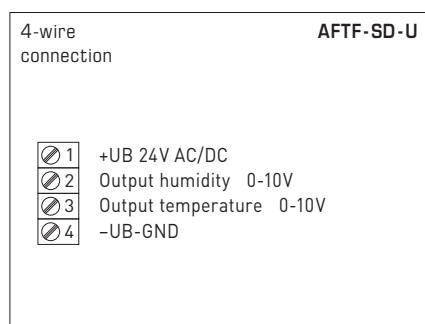 4-wire connection
AFTF-SD-U
1 +UB 24V AC/DC
2 Output humidity 0-10V
3 Output temperature 0-10V
4 –UB-GND